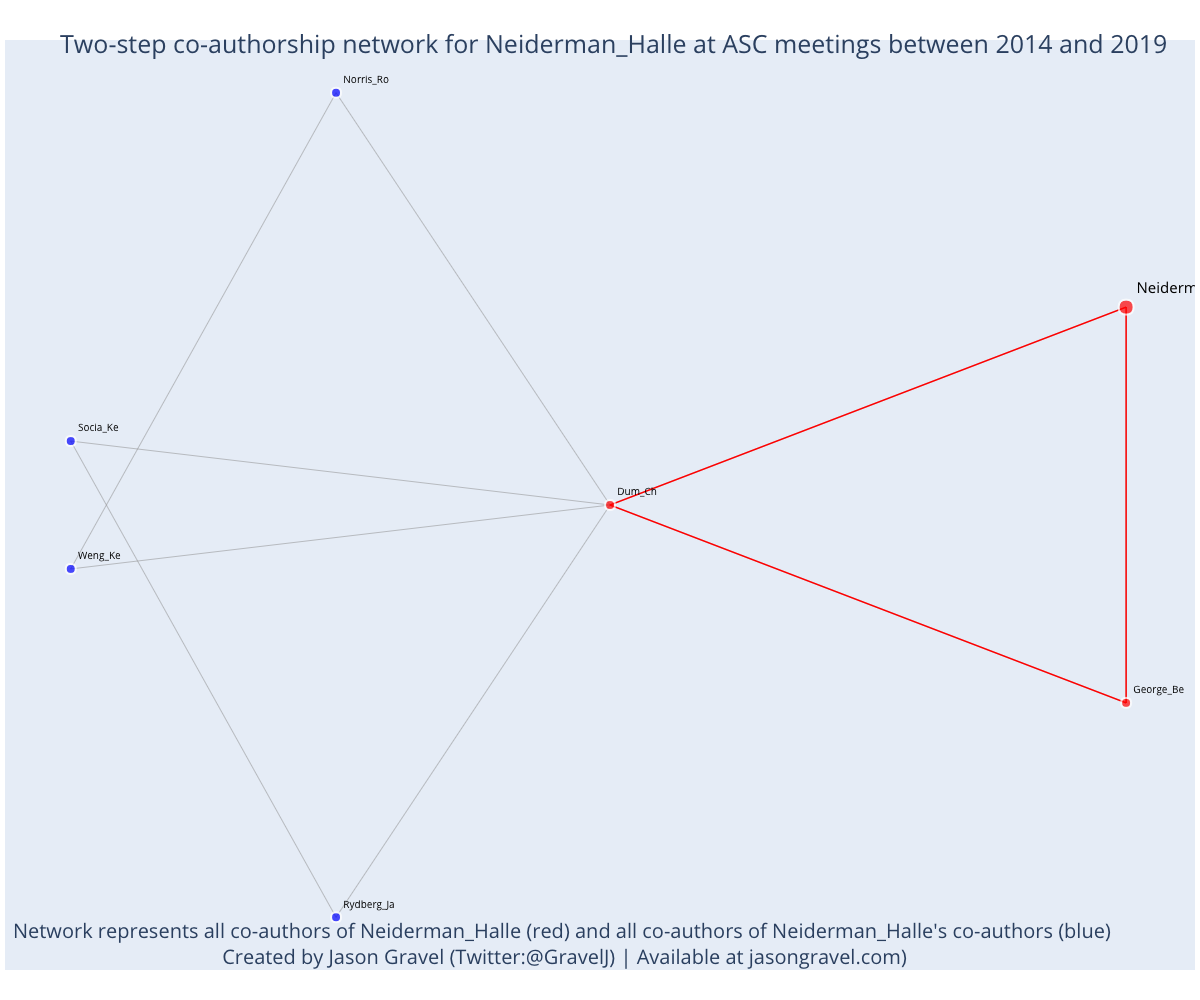 Two-step co-authorship network for Neiderman_Halle at ASC meetings between 2014 and 2019
Norris_Ro
Neiderm
Socia_Ke
Dum_Ch
Weng_Ke
George_Be
Rydberg_Ja
Network represents all co-authors of Neiderman_Halle (red) and all co-authors of Neiderman_Halle's co-authors (blue)
Created by Jason Gravel (Twitter:@GravelJ) | Available at jasongravel.com)